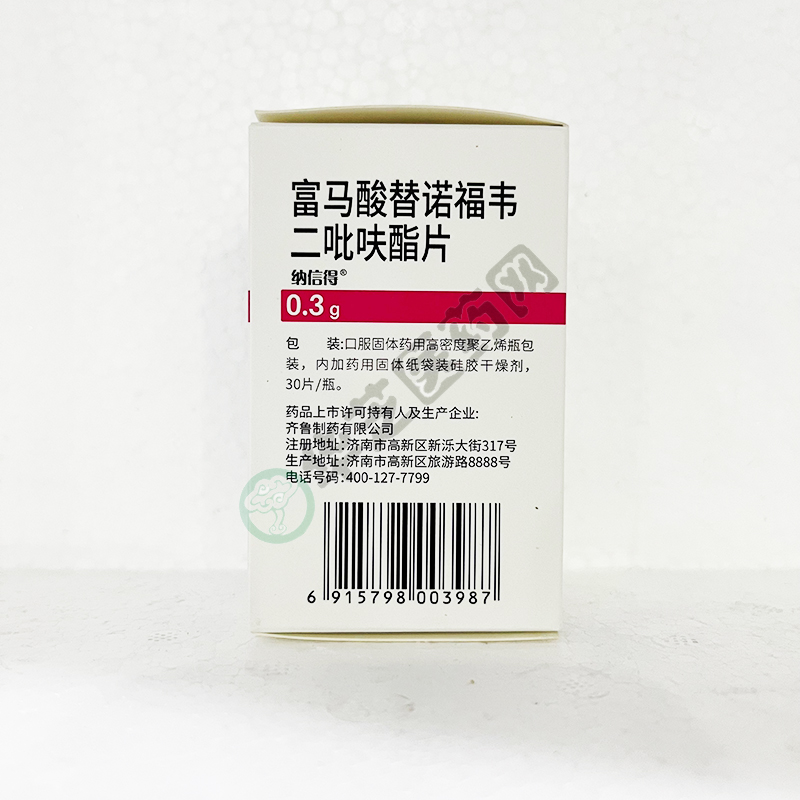 富马酸替诺福韦
二吡呋酯片
纳信得®
0.3 g
包 装:口服固体药用高密度聚乙烯瓶包
装，内加药用固体纸袋装硅胶干燥剂，
30片/瓶。
药品上市许可持有人及生产企业:
齐鲁制药有限公司
注册地址:济南市高新区新泺大街317号
生产地址:济南市高新区旅游路8888号
电话号码:400-127-7799
6 915798 003987
芝医药网